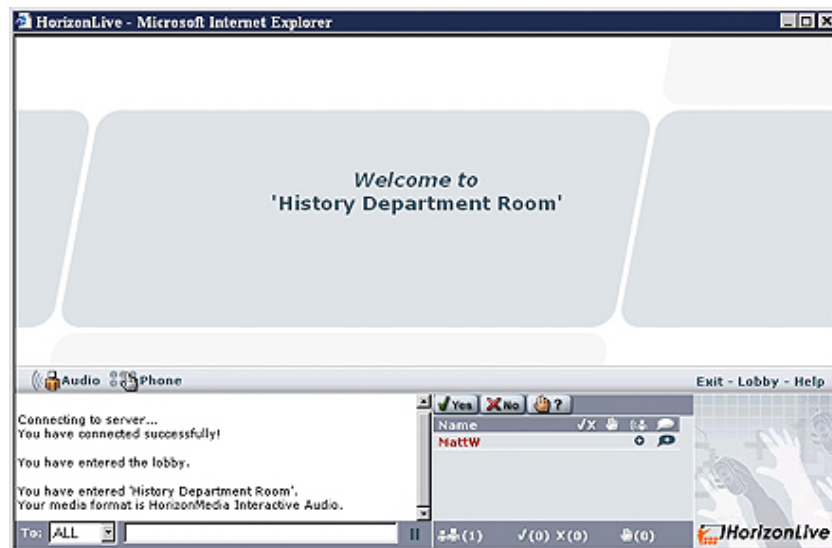 HorizonLive - Microsoft Internet Explorer
Welcome to
'History Department Room'
Audio Phone
Exit - Lobby - Help
Connecting to server...
You have connected successfully!
You have entered the lobby.
You have entered 'History Department Room'.
Your media format is HorizonMedia Interactive Audio.
To: ALL
Yes No ?
Name √X
MattW
(1) √(0) X(0) (0)
HorizonLive